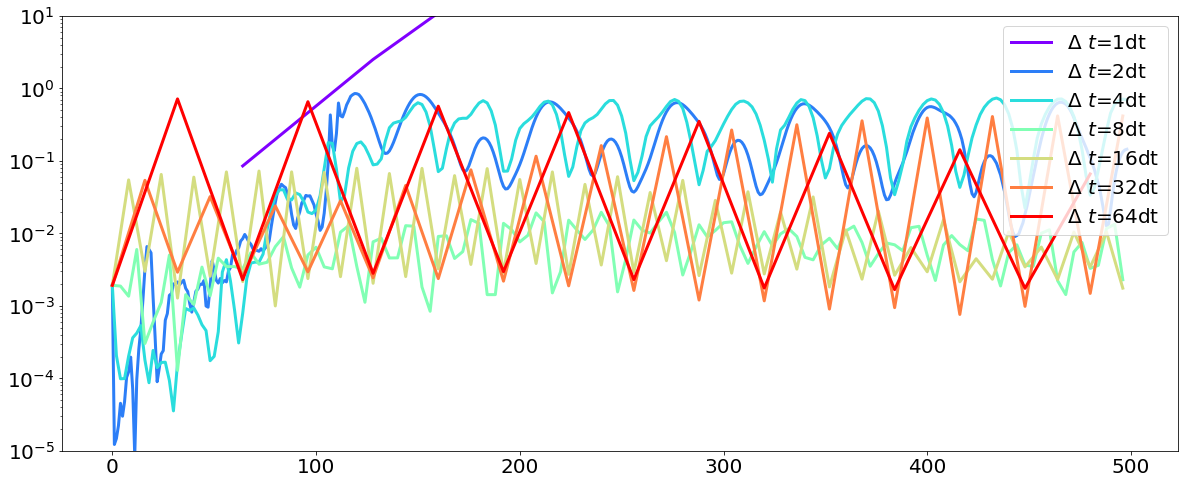 10^1
10^0
10^-1
10^-2
10^-3
10^-4
10^-5
0 100 200 300 400 500
Δ t=1dt
Δ t=2dt
Δ t=4dt
Δ t=8dt
Δ t=16dt
Δ t=32dt
Δ t=64dt